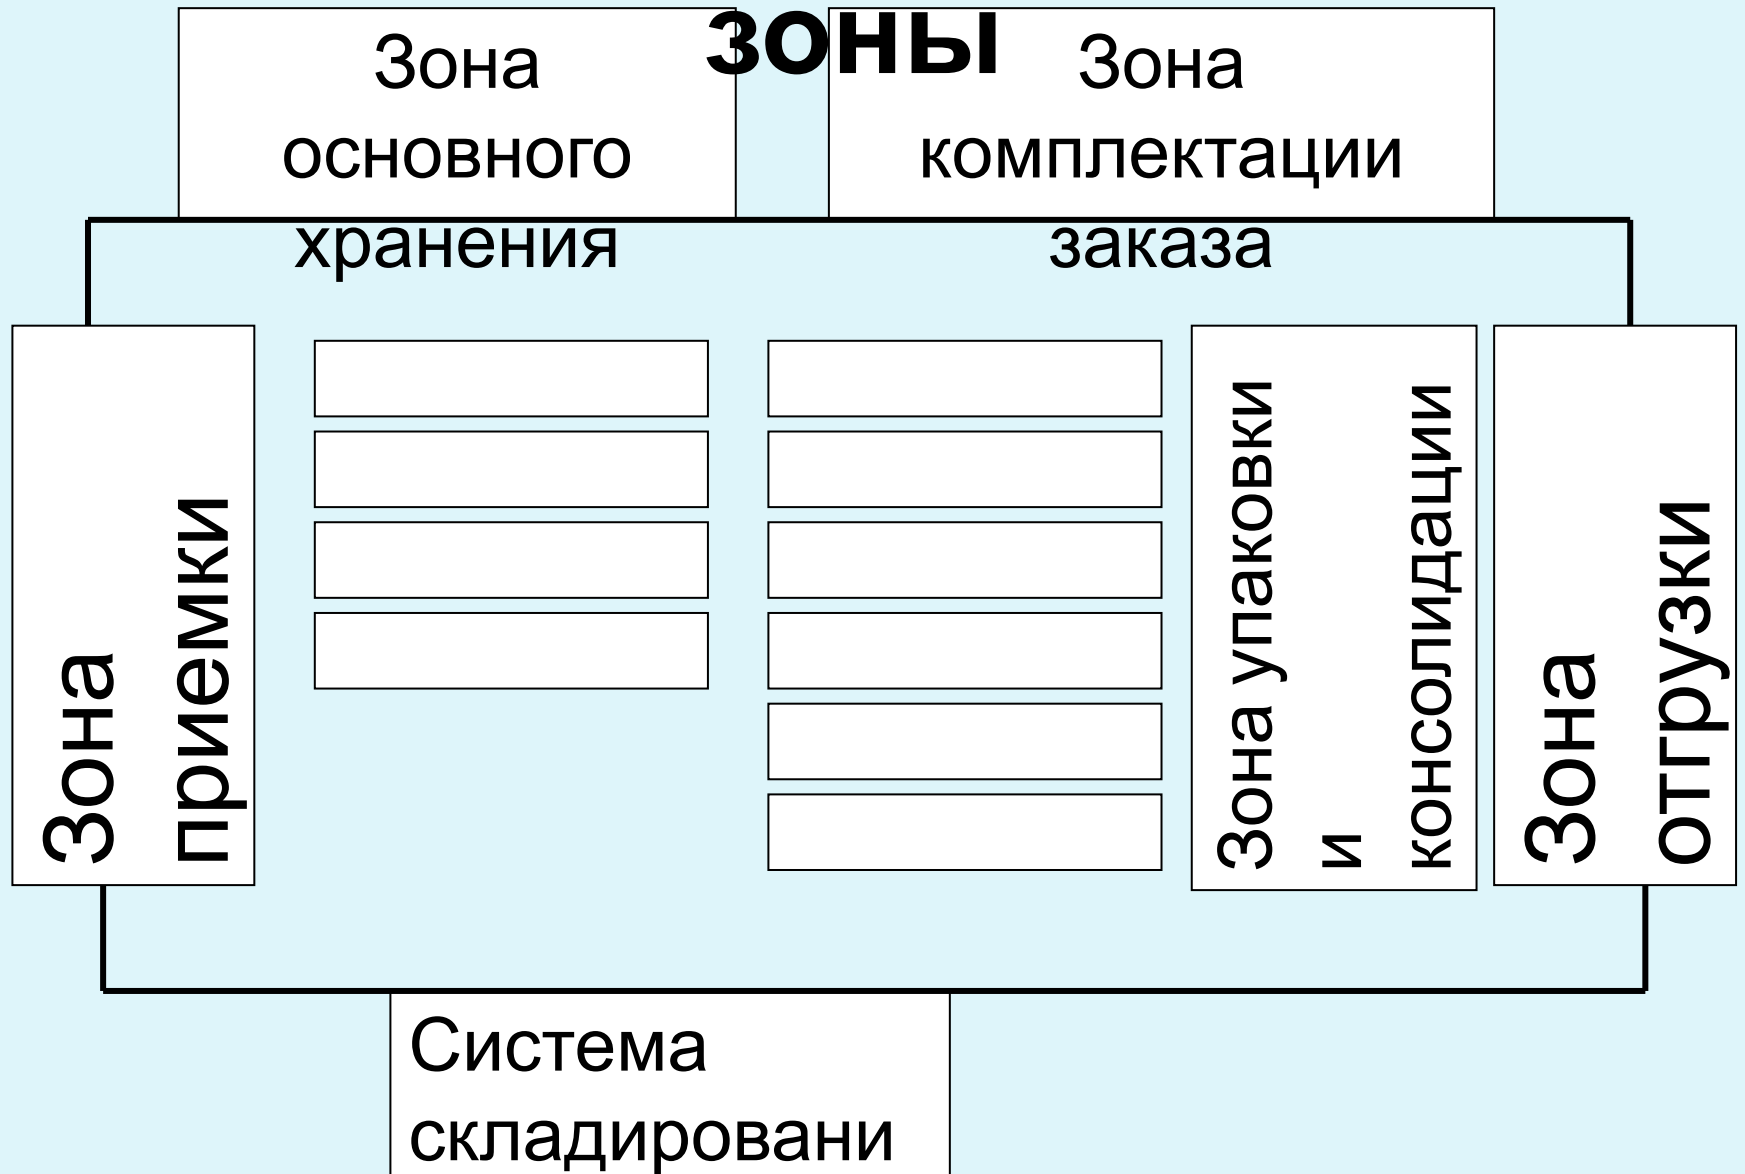 зоны
Зона
основного
хранения
Зона
комплектации
заказа
Зона
приемки
Зона упаковки
и
консолидации
Зона
отгрузки
Система
складировани